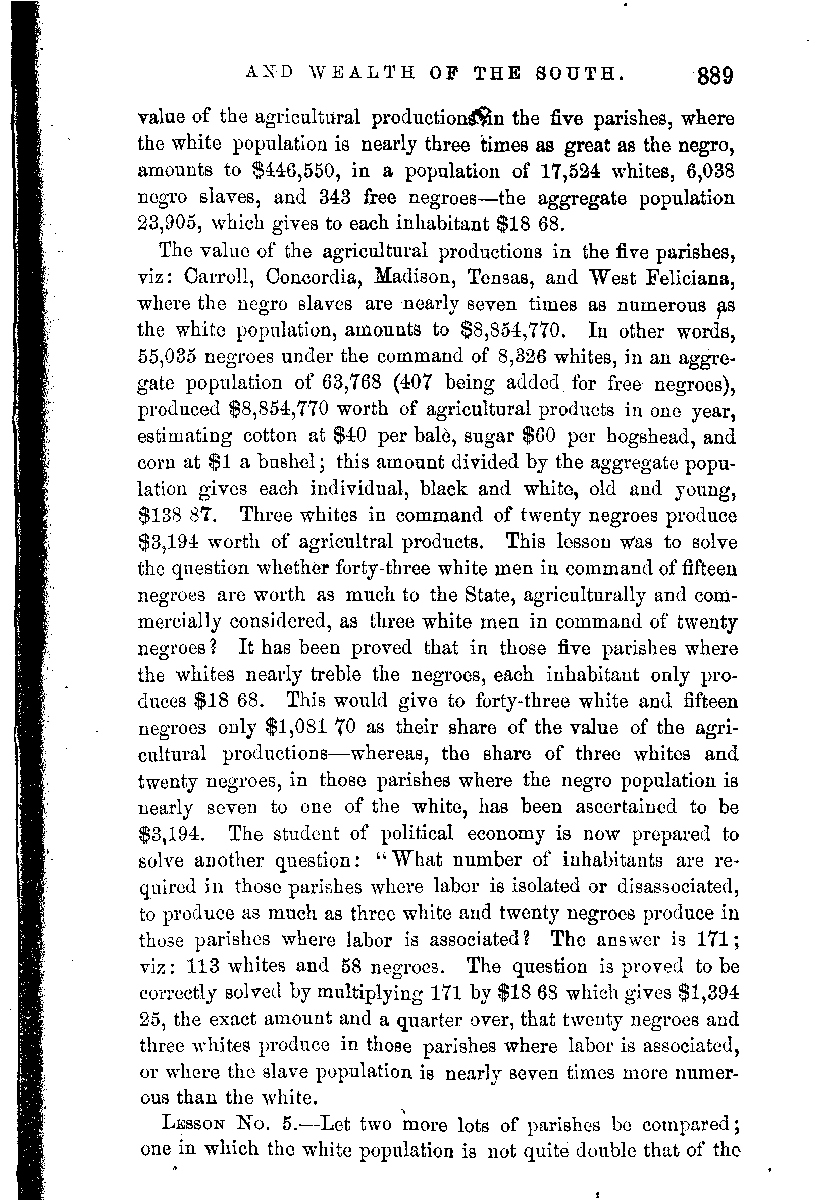 AND WEALTH OF THE SOUTH. 889
value of the agricultural productions in the five parishes, where
the white population is nearly three times as great as the negro,
amounts to $446,550, in a population of 17,524 whites, 6,038
negro slaves, and 343 free negroes—the aggregate population
23,905, which gives to each inhabitant $18 68.
The value of the agricultural productions in the five parishes,
viz: Carroll, Concordia, Madison, Tensas, and West Feliciana,
where the negro slaves are nearly seven times as numerous as
the white population, amounts to $8,854,770. In other words,
55,035 negroes under the command of 8,326 whites, in an aggre-
gate population of 63,768 (407 being added for free negroes),
produced $8,854,770 worth of agricultural products in one year,
estimating cotton at $40 per bale, sugar $60 per hogshead, and
corn at $1 a bushel; this amount divided by the aggregate popu-
lation gives each individual, black and white, old and young,
$138 87. Three whites in command of twenty negroes produce
$3,194 worth of agricultral products. This lesson was to solve
the question whether forty-three white men in command of fifteen
negroes are worth as much to the State, agriculturally and com-
mercially considered, as three white men in command of twenty
negroes? It has been proved that in those five parishes where
the whites nearly treble the negroes, each inhabitant only pro-
duces $18 68. This would give to forty-three white and fifteen
negroes only $1,081 70 as their share of the value of the agri-
cultural productions—whereas, the share of three whites and
twenty negroes, in those parishes where the negro population is
nearly seven to one of the white, has been ascertained to be
$3,194. The student of political economy is now prepared to
solve another question: "What number of inhabitants are re-
quired in those parishes where labor is isolated or disassociated,
to produce as much as three white and twenty negroes produce in
those parishes where labor is associated? The answer is 171;
viz: 113 whites and 58 negroes. The question is proved to be
correctly solved by multiplying 171 by $18 68 which gives $1,394
25, the exact amount and a quarter over, that twenty negroes and
three whites produce in those parishes where labor is associated,
or where the slave population is nearly seven times more numer-
ous than the white.
LESSON No. 5.—Let two more lots of parishes be compared;
one in which the white population is not quite double that of the